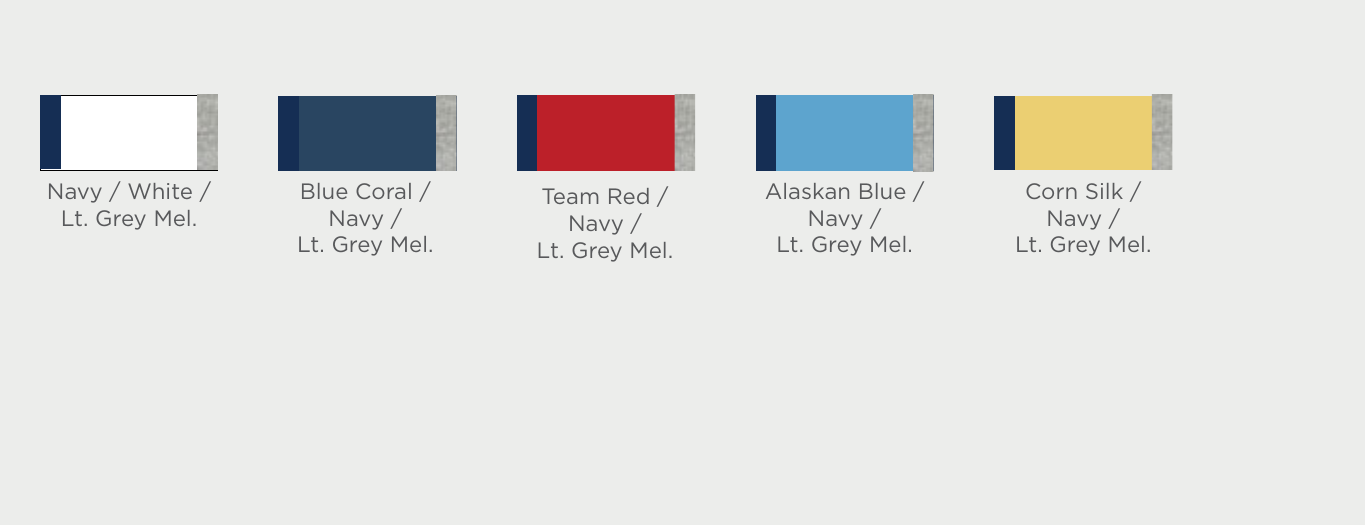 Navy / White /
Lt. Grey Mel.
Blue Coral /
Navy /
Lt. Grey Mel.
Team Red /
Navy /
Lt. Grey Mel.
Alaskan Blue /
Navy /
Lt. Grey Mel.
Corn Silk /
Navy /
Lt. Grey Mel.